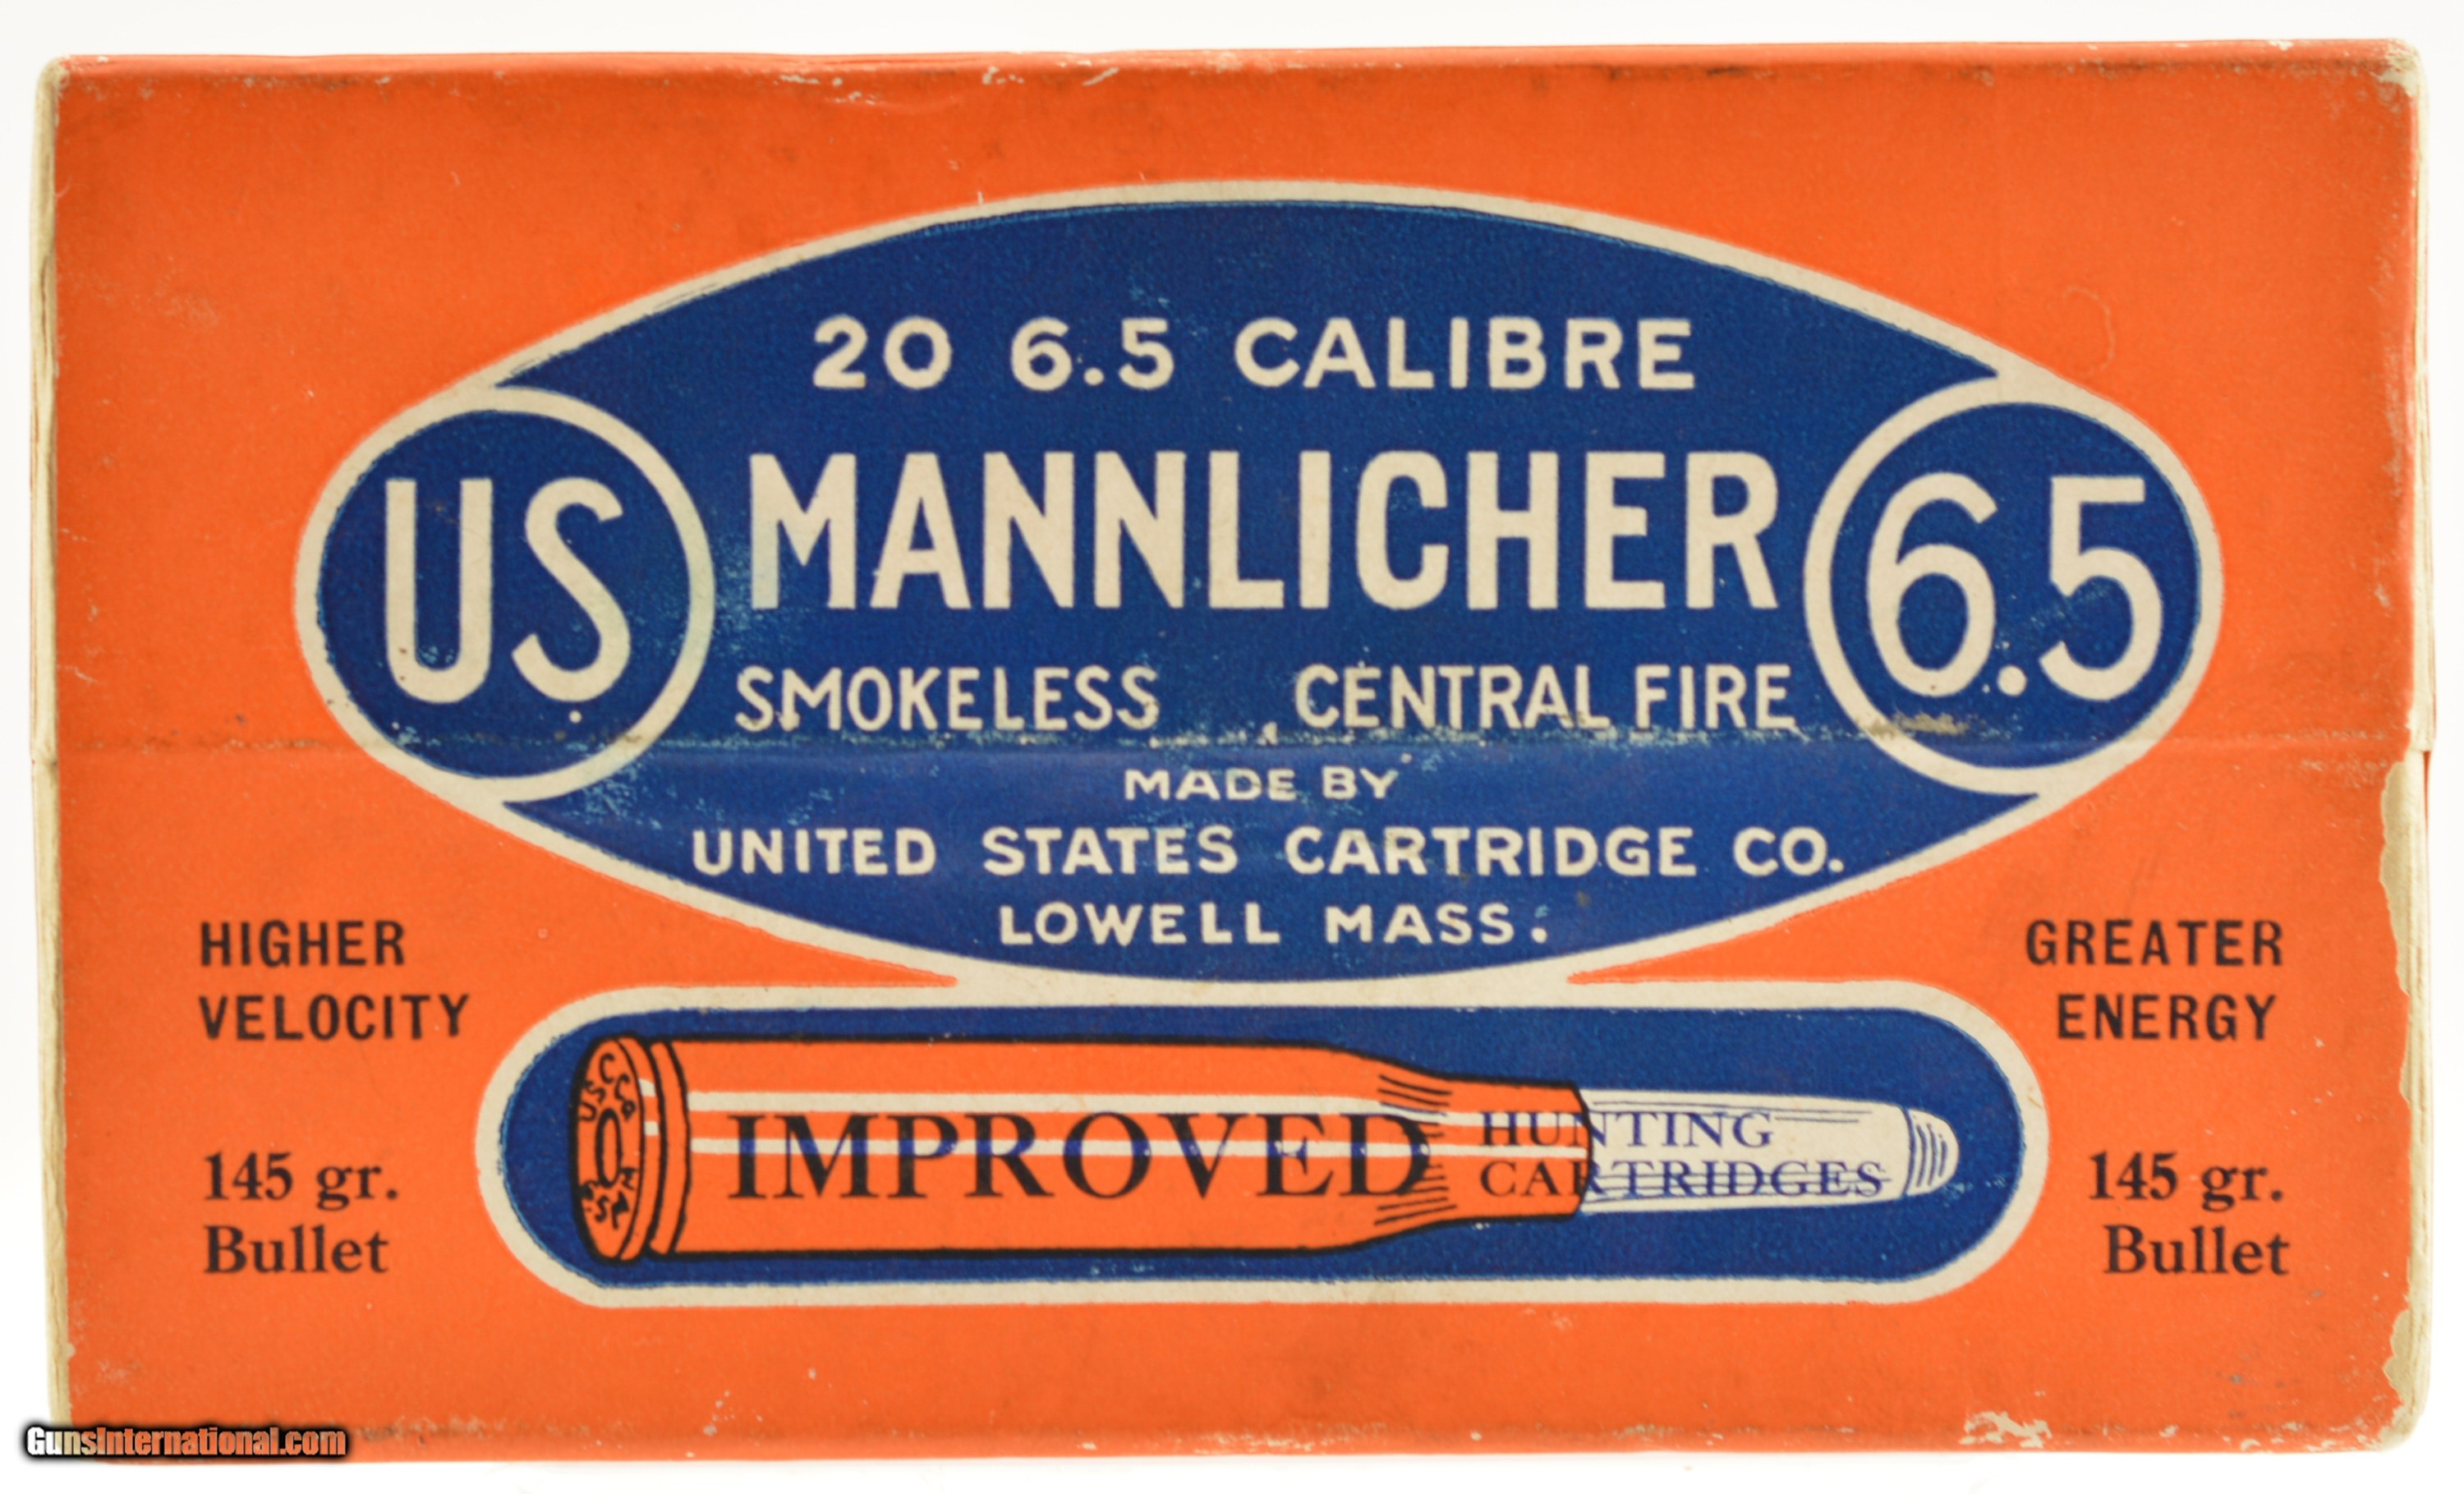 20 6.5 CALIBRE
US MANNLICHER 6.5
SMOKELESS CENTRAL FIRE
MADE BY
UNITED STATES CARTRIDGE CO.
LOWELL MASS.
HIGHER
VELOCITY
GREATER
ENERGY
145 gr.
Bullet
IMPROVED
HUNTING
CARTRIDGES
145 gr.
Bullet
GunsInternational.com